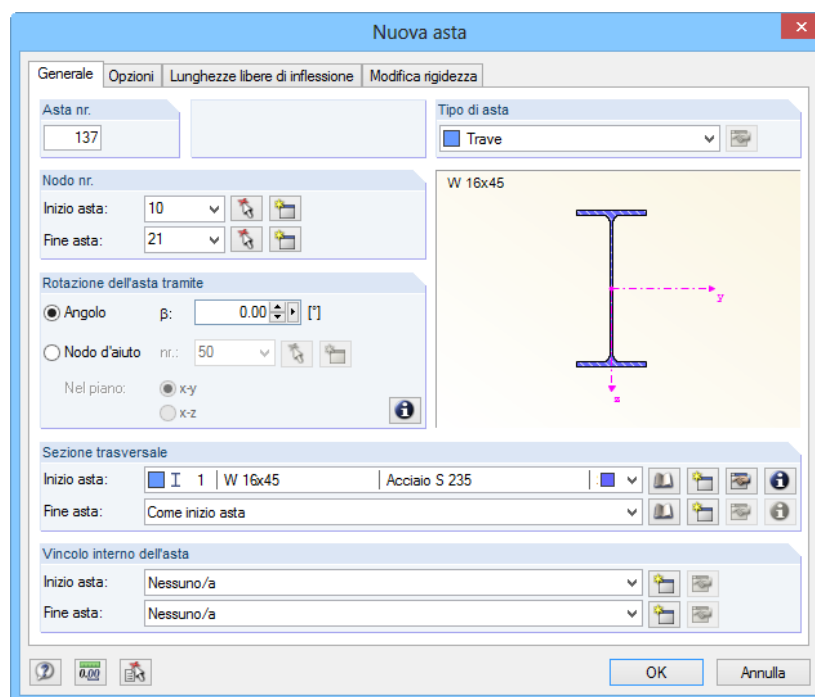 Nuova asta
Generale Opzioni Lunghezze libere di inflessione Modifica rigidezza
Asta nr.
137
Tipo di asta
Trave
Nodo nr.
Inizio asta: 10
Fine asta: 21
W 16x45
y
z
Rotazione dell'asta tramite
Angolo β: 0.00 [°]
Nodo d'aiuto nr.: 50
Nel piano: x-y
x-z
Sezione trasversale
Inizio asta: 1 W 16x45 Acciaio S 235
Fine asta: Come inizio asta
Vincolo interno dell'asta
Inizio asta: Nessuno/a
Fine asta: Nessuno/a
0.00 OK Annulla